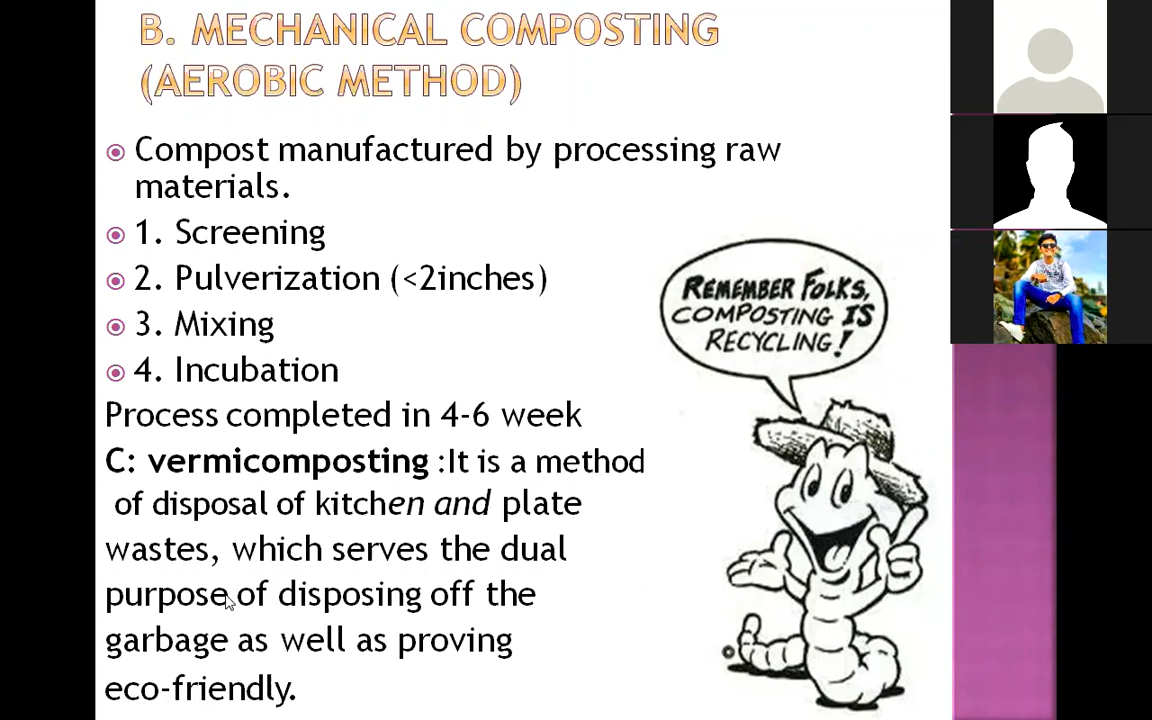 B. MECHANICAL COMPOSTING
(AEROBIC METHOD)
Compost manufactured by processing raw
materials.
1. Screening
2. Pulverization (<2inches)
3. Mixing
4. Incubation
Process completed in 4-6 week
C: vermicomposting :It is a method
of disposal of kitchen and plate
wastes, which serves the dual
purpose of disposing off the
garbage as well as proving
eco-friendly.
REMEMBER FOLKS,
COMPOSTING IS
RECYCLING!